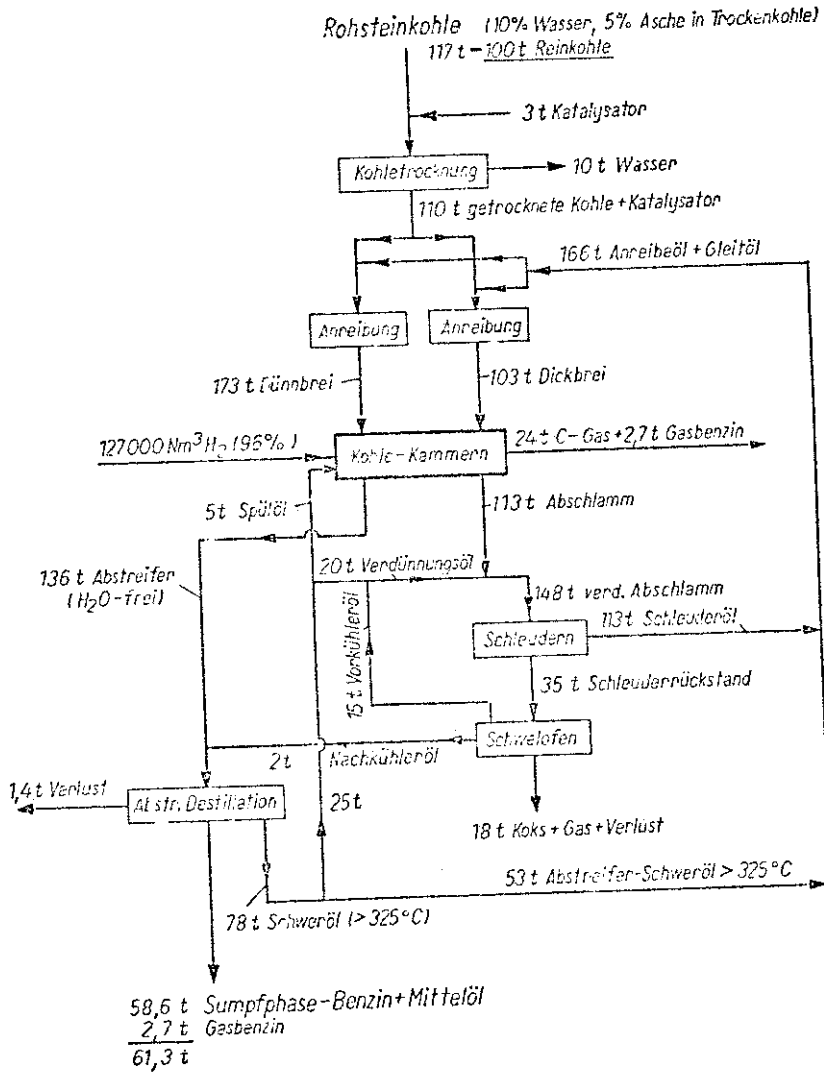 Rohsteinkohle (10% Wasser, 5% Asche in Trockenkohle)
117 t - 100 t Reinkohle
3 t Katalysator
Kohletrocknung
10 t Wasser
110 t getrocknete Kohle + Katalysator
166 t Anreibeöl + Gleitöl
Anreibung
Anreibung
173 t Dünnbrei
103 t Dickbrei
127000 Nm³ H₂ (96%)
24 t C-Gas + 2,7 t Gasbenzin
Kohle-Kammern
5 t Spülöl
113 t Abschlamm
20 t Verdünnungsöl
136 t Abstreifer
(H₂O-frei)
148 t verd. Abschlamm
113 t Schleuderöl
Schleudern
15 t Vorkühleröl
35 t Schleuderrückstand
Schwelofen
2 t Nachkühleröl
1,4 t Verlust
Abstr. Destillation
25 t
18 t Koks + Gas + Verlust
53 t Abstreifer-Schweröl > 325°C
78 t Schweröl (> 325°C)
58,6 t Sumpfphase-Benzin + Mittelöl
2,7 t Gasbenzin
61,3 t